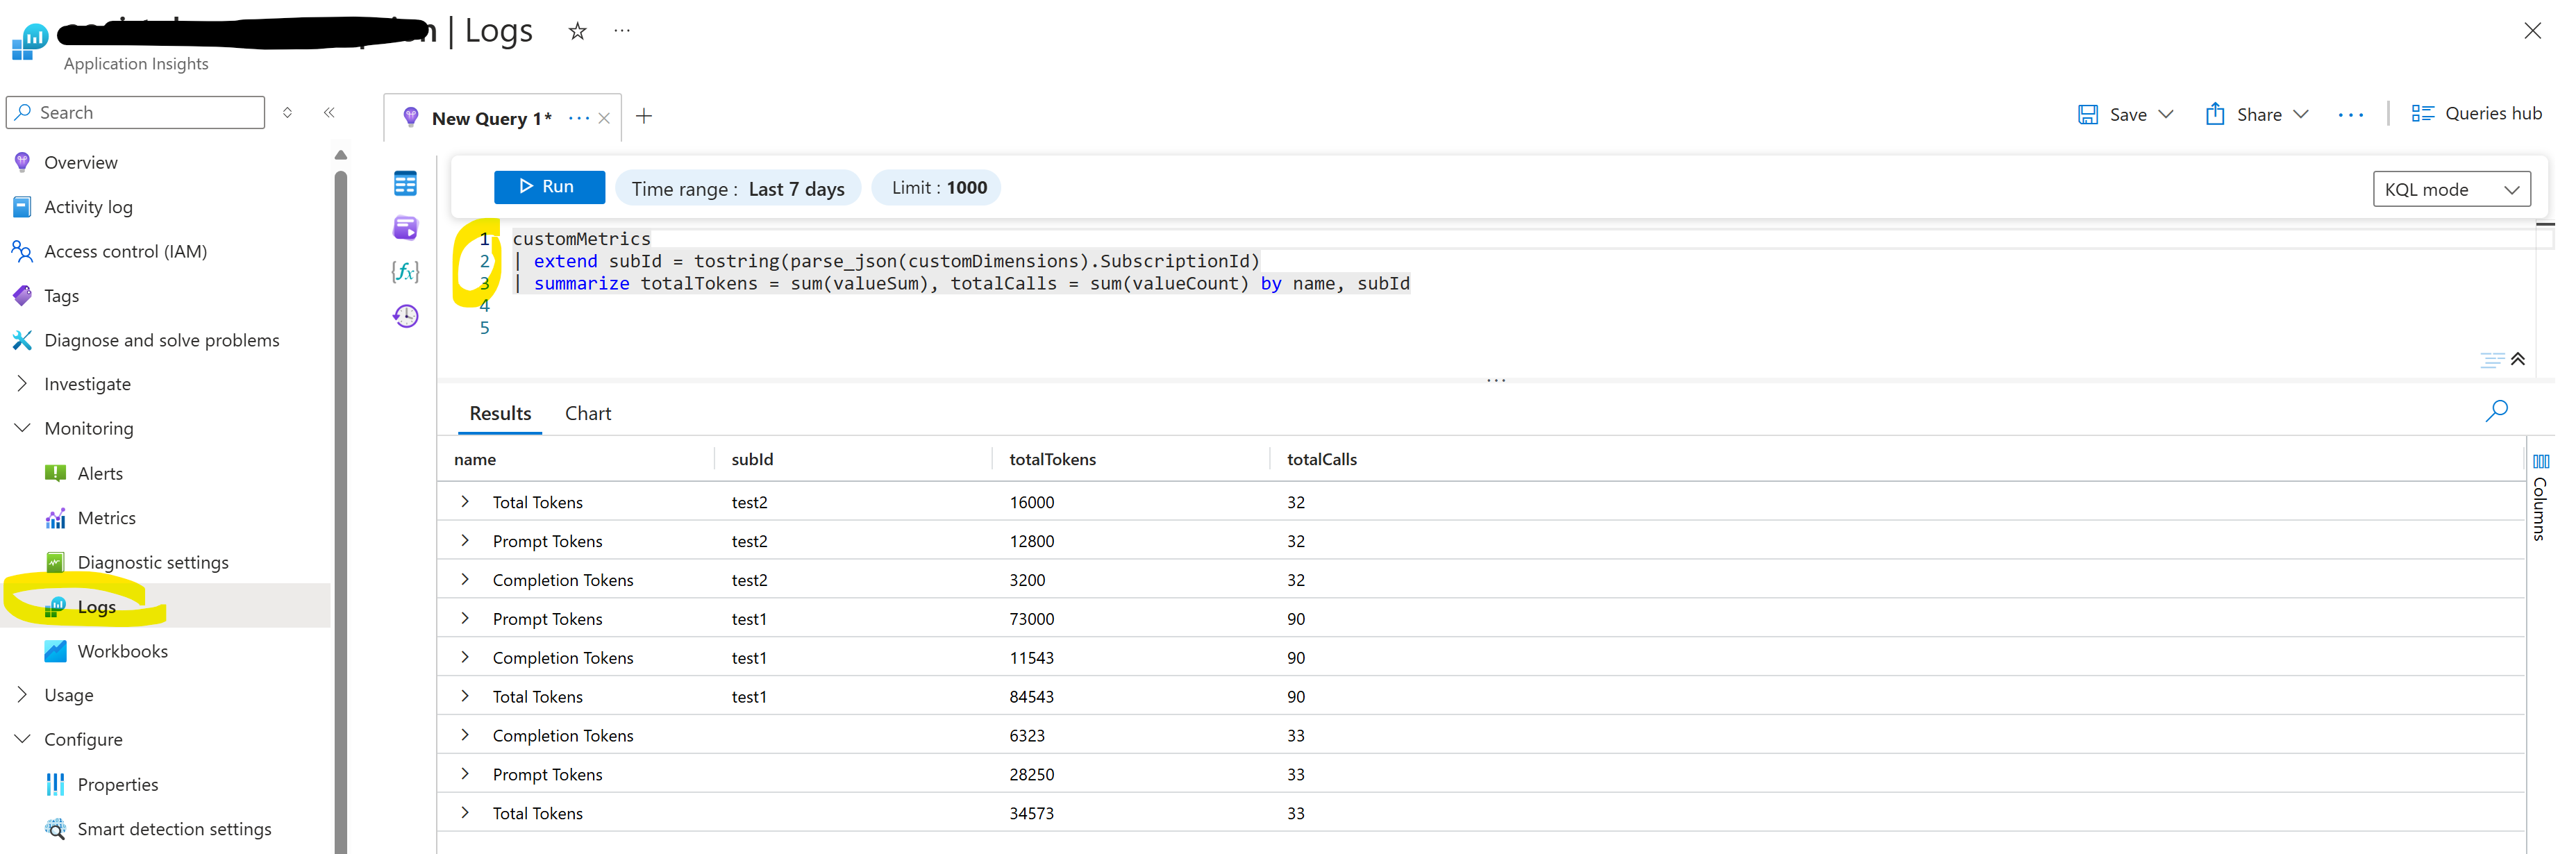 | Logs
Application Insights
Search
Overview
Activity log
Access control (IAM)
Tags
Diagnose and solve problems
Investigate
Monitoring
Alerts
Metrics
Diagnostic settings
Logs
Workbooks
Usage
Configure
Properties
Smart detection settings
New Query 1*
Save
Share
Queries hub
Run
Time range : Last 7 days
Limit : 1000
KQL mode
1 customMetrics
2 | extend subId = tostring(parse_json(customDimensions).SubscriptionId)
3 | summarize totalTokens = sum(valueSum), totalCalls = sum(valueCount) by name, subId
4
5
Results Chart
name subId totalTokens totalCalls
Total Tokens test2 16000 32
Prompt Tokens test2 12800 32
Completion Tokens test2 3200 32
Prompt Tokens test1 73000 90
Completion Tokens test1 11543 90
Total Tokens test1 84543 90
Completion Tokens 6323 33
Prompt Tokens 28250 33
Total Tokens 34573 33
Columns